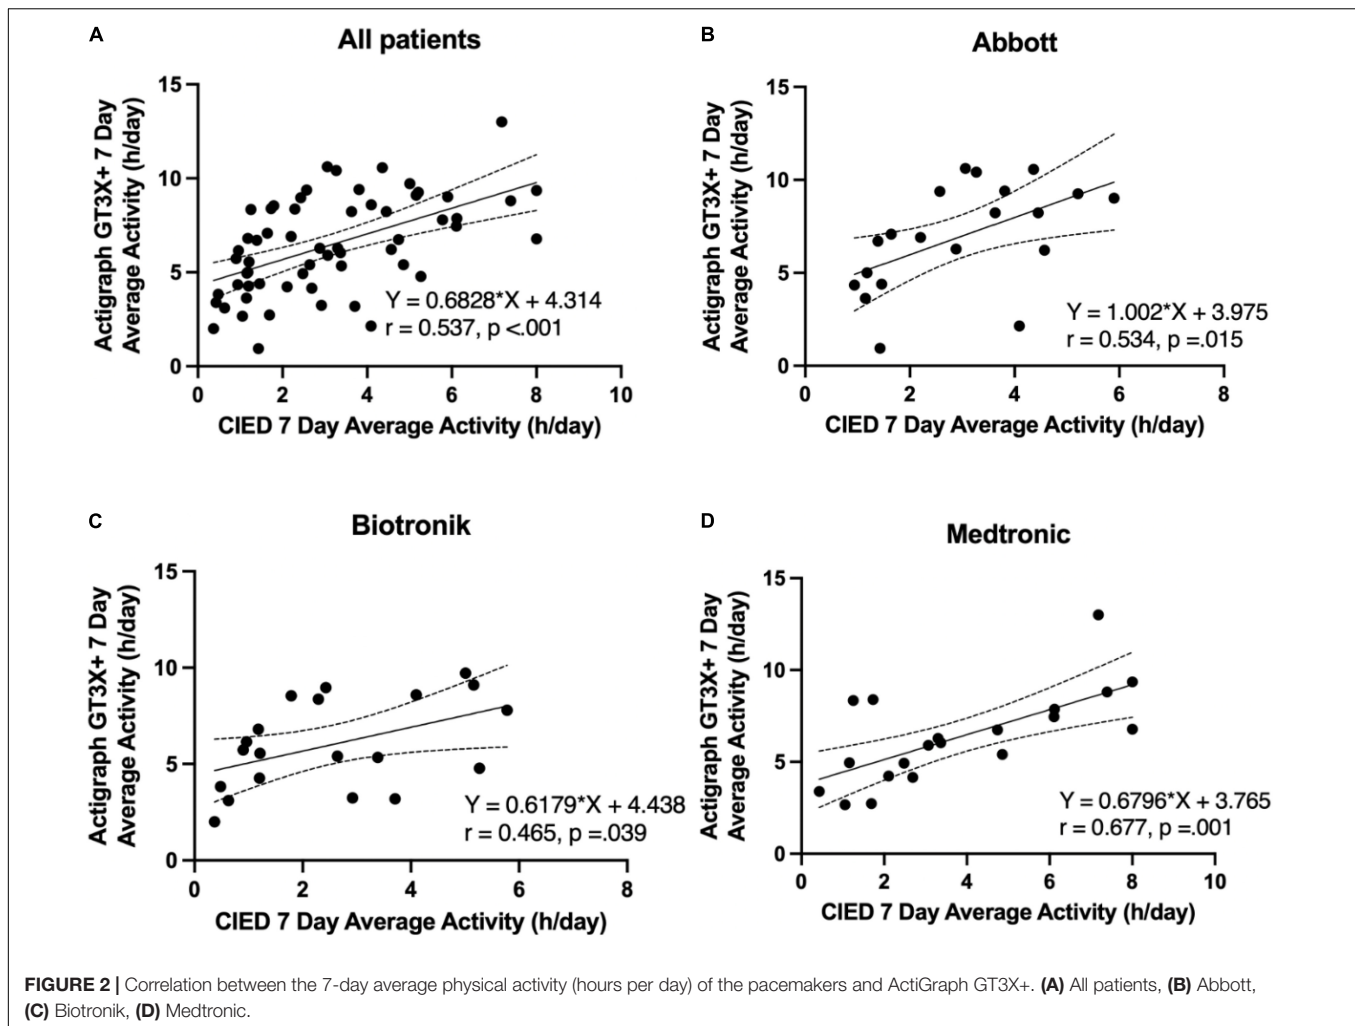 A
All patients
Actigraph GT3X+ 7 Day
Average Activity (h/day)
15
10
5
0
Y = 0.6828*X + 4.314
r = 0.537, p <.001
0 2 4 6 8 10
CIED 7 Day Average Activity (h/day)
B
Abbott
Actigraph GT3X+ 7 Day
Average Activity (h/day)
15
10
5
0
Y = 1.002*X + 3.975
r = 0.534, p =.015
0 2 4 6 8
CIED 7 Day Average Activity (h/day)
C
Biotronik
Actigraph GT3X+ 7 Day
Average Activity (h/day)
15
10
5
0
Y = 0.6179*X + 4.438
r = 0.465, p =.039
0 2 4 6 8
CIED 7 Day Average Activity (h/day)
D
Medtronic
Actigraph GT3X+ 7 Day
Average Activity (h/day)
15
10
5
0
Y = 0.6796*X + 3.765
r = 0.677, p =.001
0 2 4 6 8 10
CIED 7 Day Average Activity (h/day)
FIGURE 2 | Correlation between the 7-day average physical activity (hours per day) of the pacemakers and ActiGraph GT3X+. (A) All patients, (B) Abbott,
(C) Biotronik, (D) Medtronic.